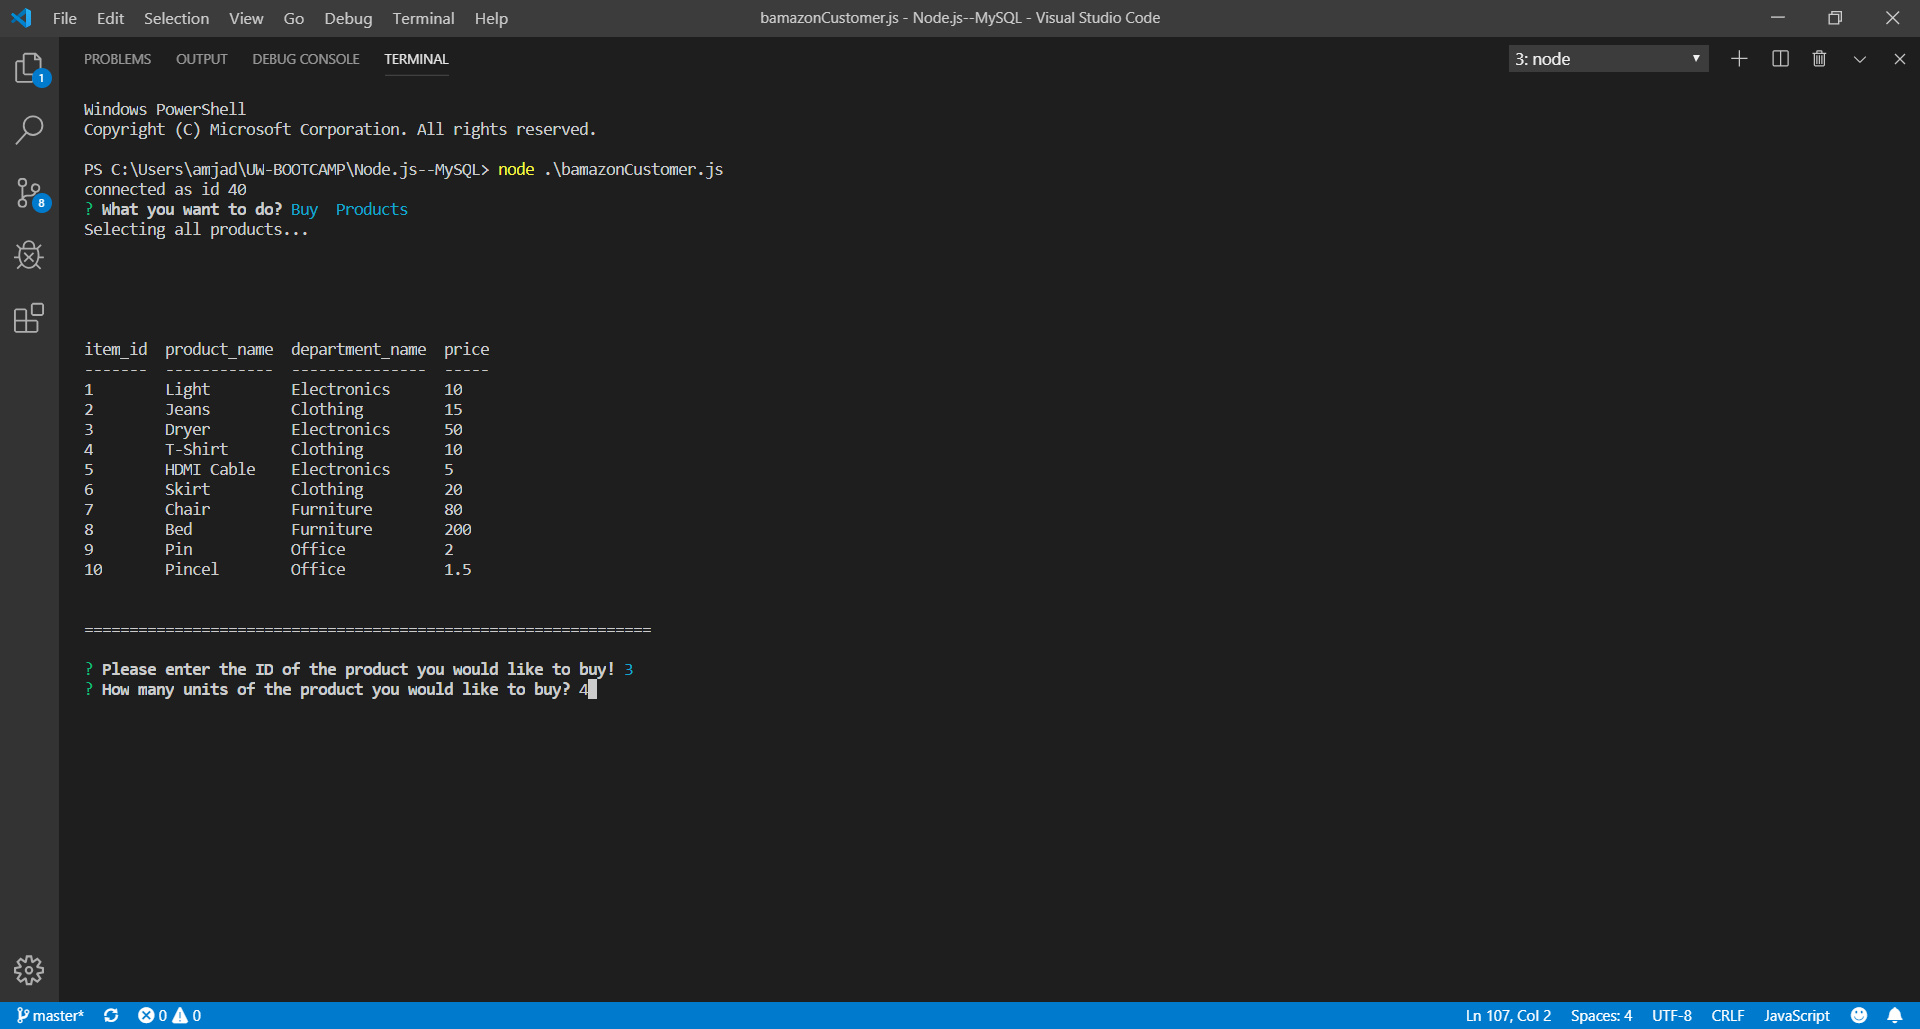 File Edit Selection View Go Debug Terminal Help bamazonCustomer.js - Node.js--MySQL - Visual Studio Code
PROBLEMS OUTPUT DEBUG CONSOLE TERMINAL 3: node
1
8
Windows PowerShell
Copyright (C) Microsoft Corporation. All rights reserved.
PS C:\Users\amjad\UW-BOOTCAMP\Node.js--MySQL> node .\bamazonCustomer.js
connected as id 40
? What you want to do? Buy  Products
Selecting all products...
item_id  product_name  department_name  price
-------  ------------  ---------------  -----
1        Light         Electronics      10
2        Jeans         Clothing         15
3        Dryer         Electronics      50
4        T-Shirt       Clothing         10
5        HDMI Cable    Electronics      5
6        Skirt         Clothing         20
7        Chair         Furniture        80
8        Bed           Furniture        200
9        Pin           Office           2
10       Pincel        Office           1.5
===============================================================
? Please enter the ID of the product you would like to buy! 3
? How many units of the product you would like to buy? 4
master* 0 0 Ln 107, Col 2 Spaces: 4 UTF-8 CRLF JavaScript